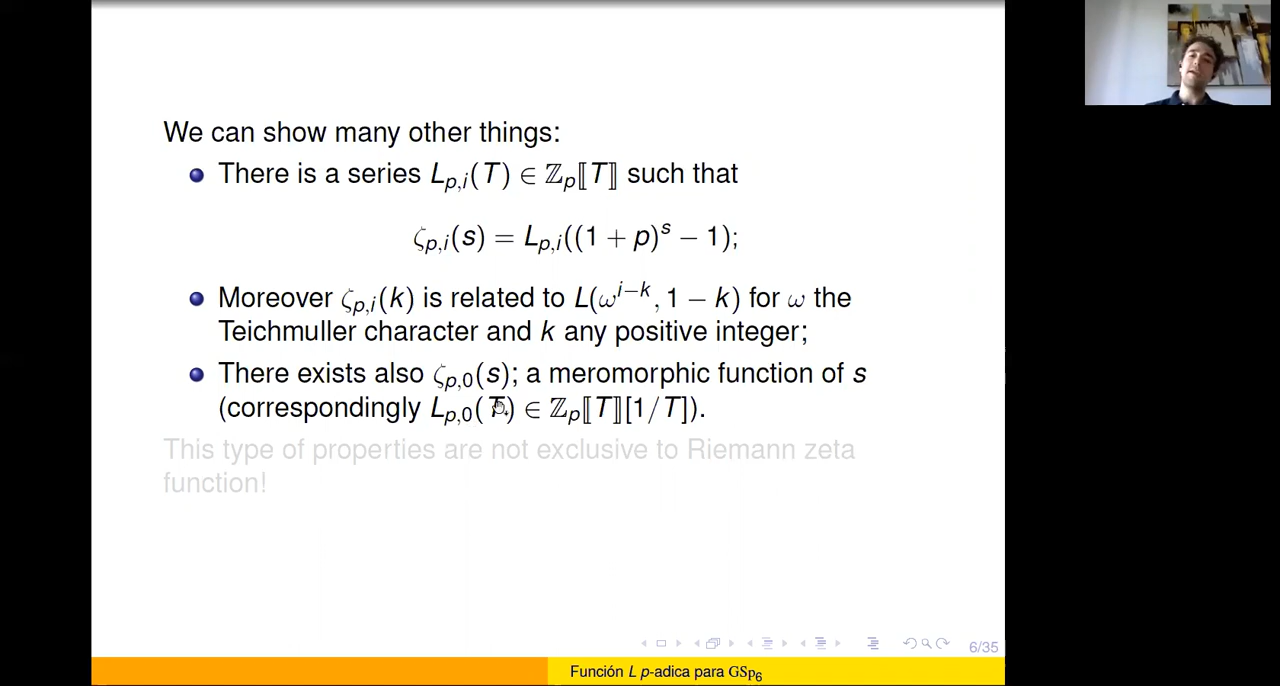 We can show many other things:
There is a series L_{p,i}(T) ∈ ℤ_p⟦T⟧ such that
ζ_{p,i}(s) = L_{p,i}((1 + p)^s − 1);
Moreover ζ_{p,i}(k) is related to L(ω^{i−k}, 1 − k) for ω the
Teichmuller character and k any positive integer;
There exists also ζ_{p,0}(s); a meromorphic function of s
(correspondingly L_{p,0}(T) ∈ ℤ_p⟦T⟧[1/T]).
This type of properties are not exclusive to Riemann zeta
function!
6/35
Función L p-adica para GSp_6